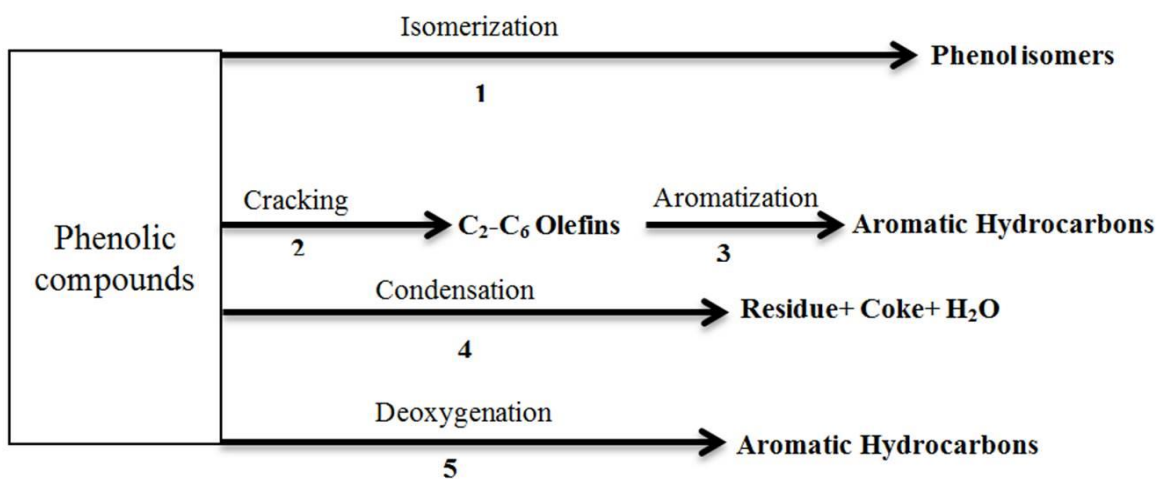 Isomerization
Phenol isomers
1
Cracking
Aromatization
C₂-C₆ Olefins
Aromatic Hydrocarbons
2
3
Phenolic
compounds
Condensation
Residue+ Coke+ H₂O
4
Deoxygenation
Aromatic Hydrocarbons
5